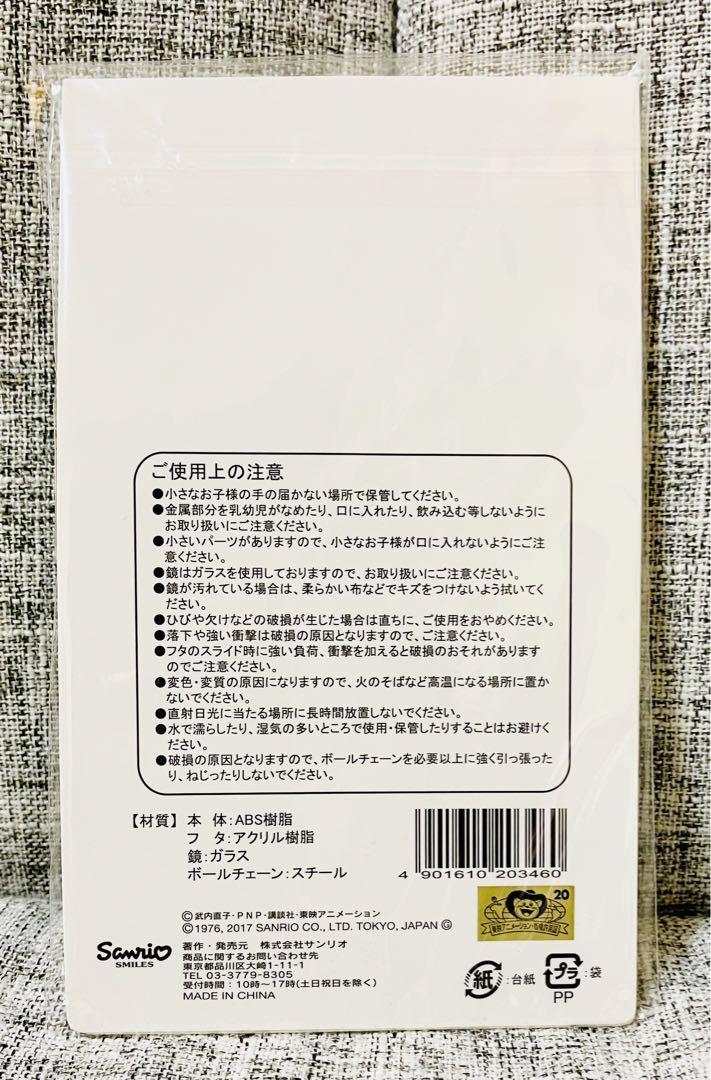 ご使用上の注意
●小さなお子様の手の届かない場所で保管してください。
●金属部分を乳幼児がなめたり、口に入れたり、飲み込む等しないように
お取り扱いにご注意ください。
●小さいパーツがありますので、小さなお子様が口に入れないようにご注
意ください。
●鏡はガラスを使用しておりますので、お取り扱いにご注意ください。
●鏡が汚れている場合は、柔らかい布などでキズをつけないよう拭いてく
ださい。
●ひびや欠けなどの破損が生じた場合は直ちに、ご使用をおやめください。
●落下や強い衝撃は破損の原因となりますので、ご注意ください。
●フタのスライド時に強い負荷、衝撃を加えると破損のおそれがあります
のでご注意ください。
●変色・変質の原因になりますので、火のそばなど高温になる場所に置か
ないでください。
●直射日光に当たる場所に長時間放置しないでください。
●水で濡らしたり、湿気の多いところで使用・保管したりすることはお避けく
ださい。
●破損の原因となりますので、ボールチェーンを必要以上に強く引っ張った
り、ねじったりしないでください。
【材質】本 体:ABS樹脂
フ タ:アクリル樹脂
鏡:ガラス
ボールチェーン:スチール
4 901610 203460
20
東映アニメーション・版権許諾証
©武内直子・PNP・講談社・東映アニメーション
©1976, 2017 SANRIO CO., LTD. TOKYO, JAPAN Ⓖ
Sanrio
SMILES
著作・発売元 株式会社サンリオ
商品に関するお問い合わせ先
東京都品川区大崎1-11-1
TEL 03-3779-8305
受付時間:10時〜17時(土日祝日を除く)
MADE IN CHINA
紙:台紙
プラ:袋
PP